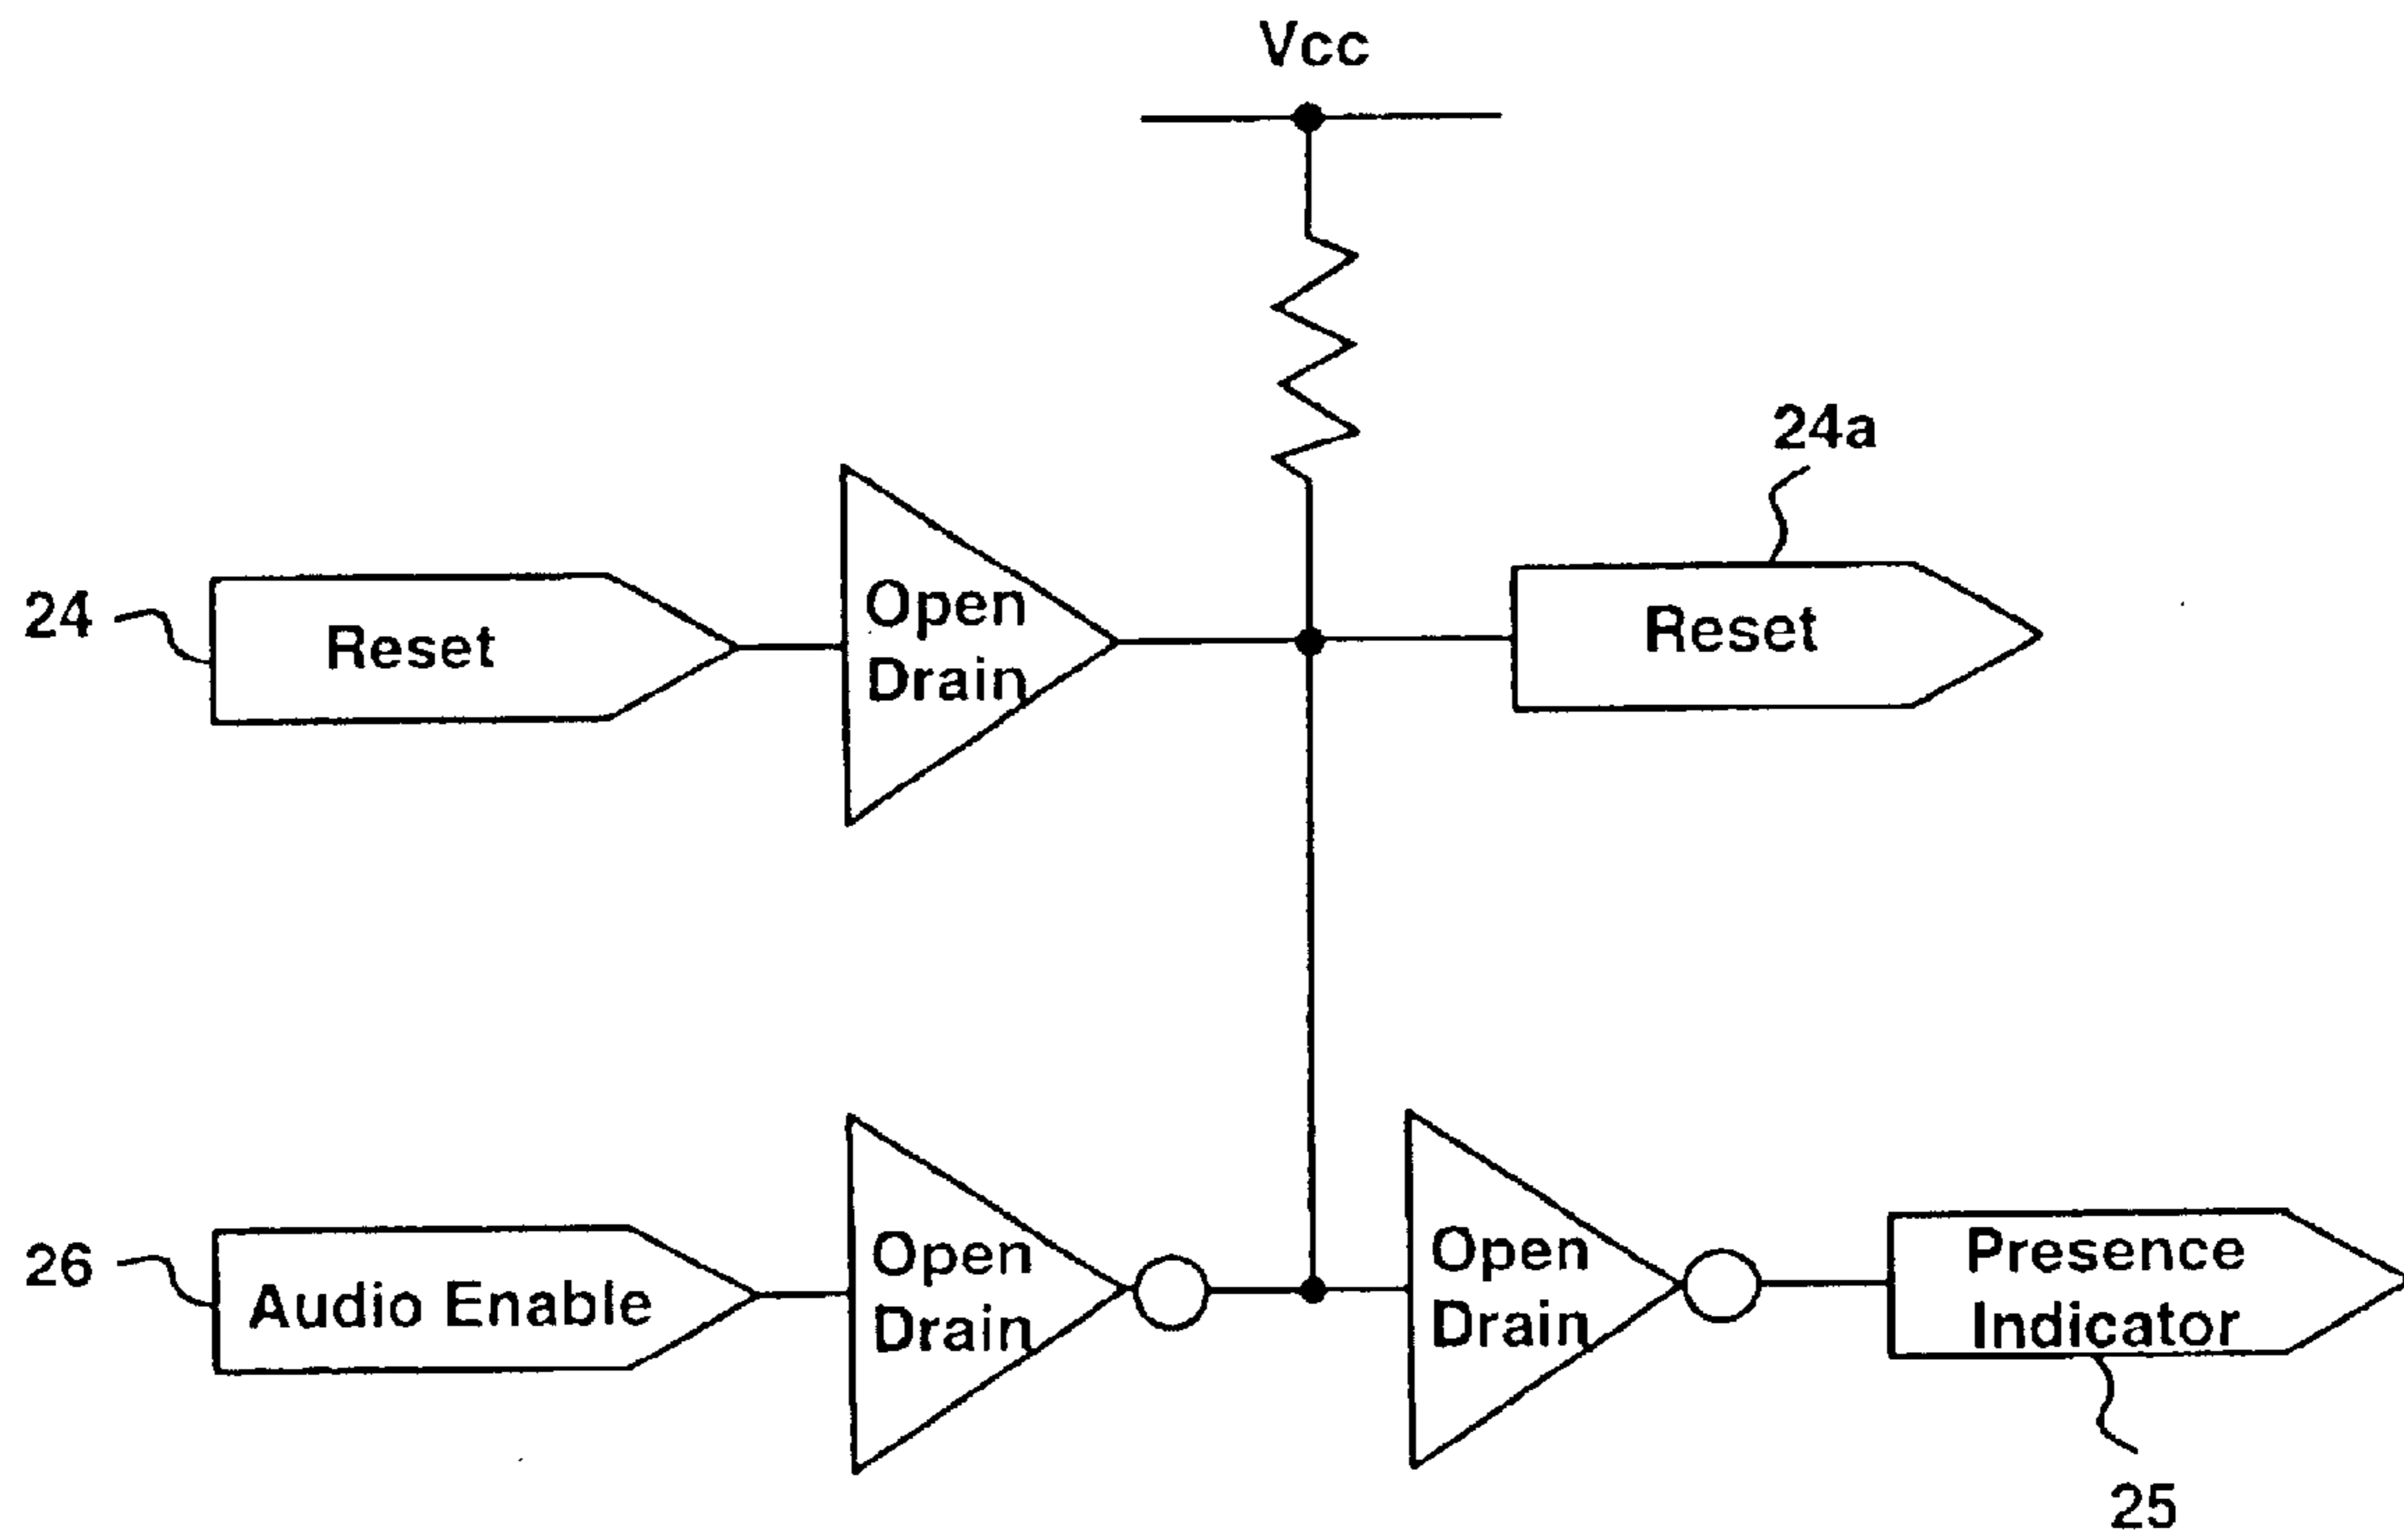 Vcc
24a
24
Reset
Open
Drain
Reset
26
Audio Enable
Open
Drain
Open
Drain
Presence
Indicator
25